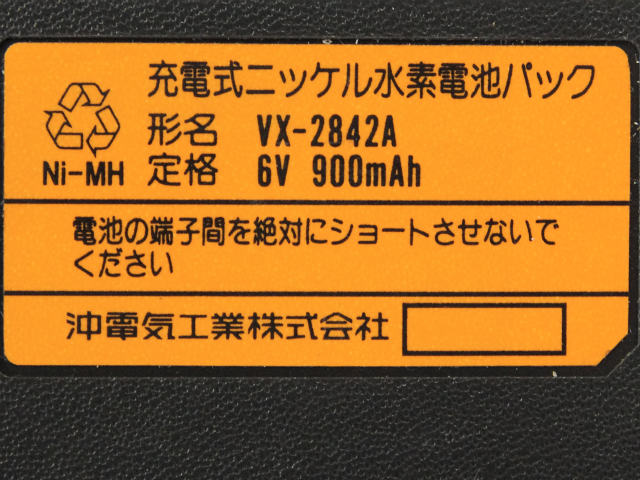 充電式ニッケル水素電池パック
形名 VX-2842A
Ni-MH 定格 6V 900mAh
電池の端子間を絶対にショートさせないで
ください
沖電気工業株式会社